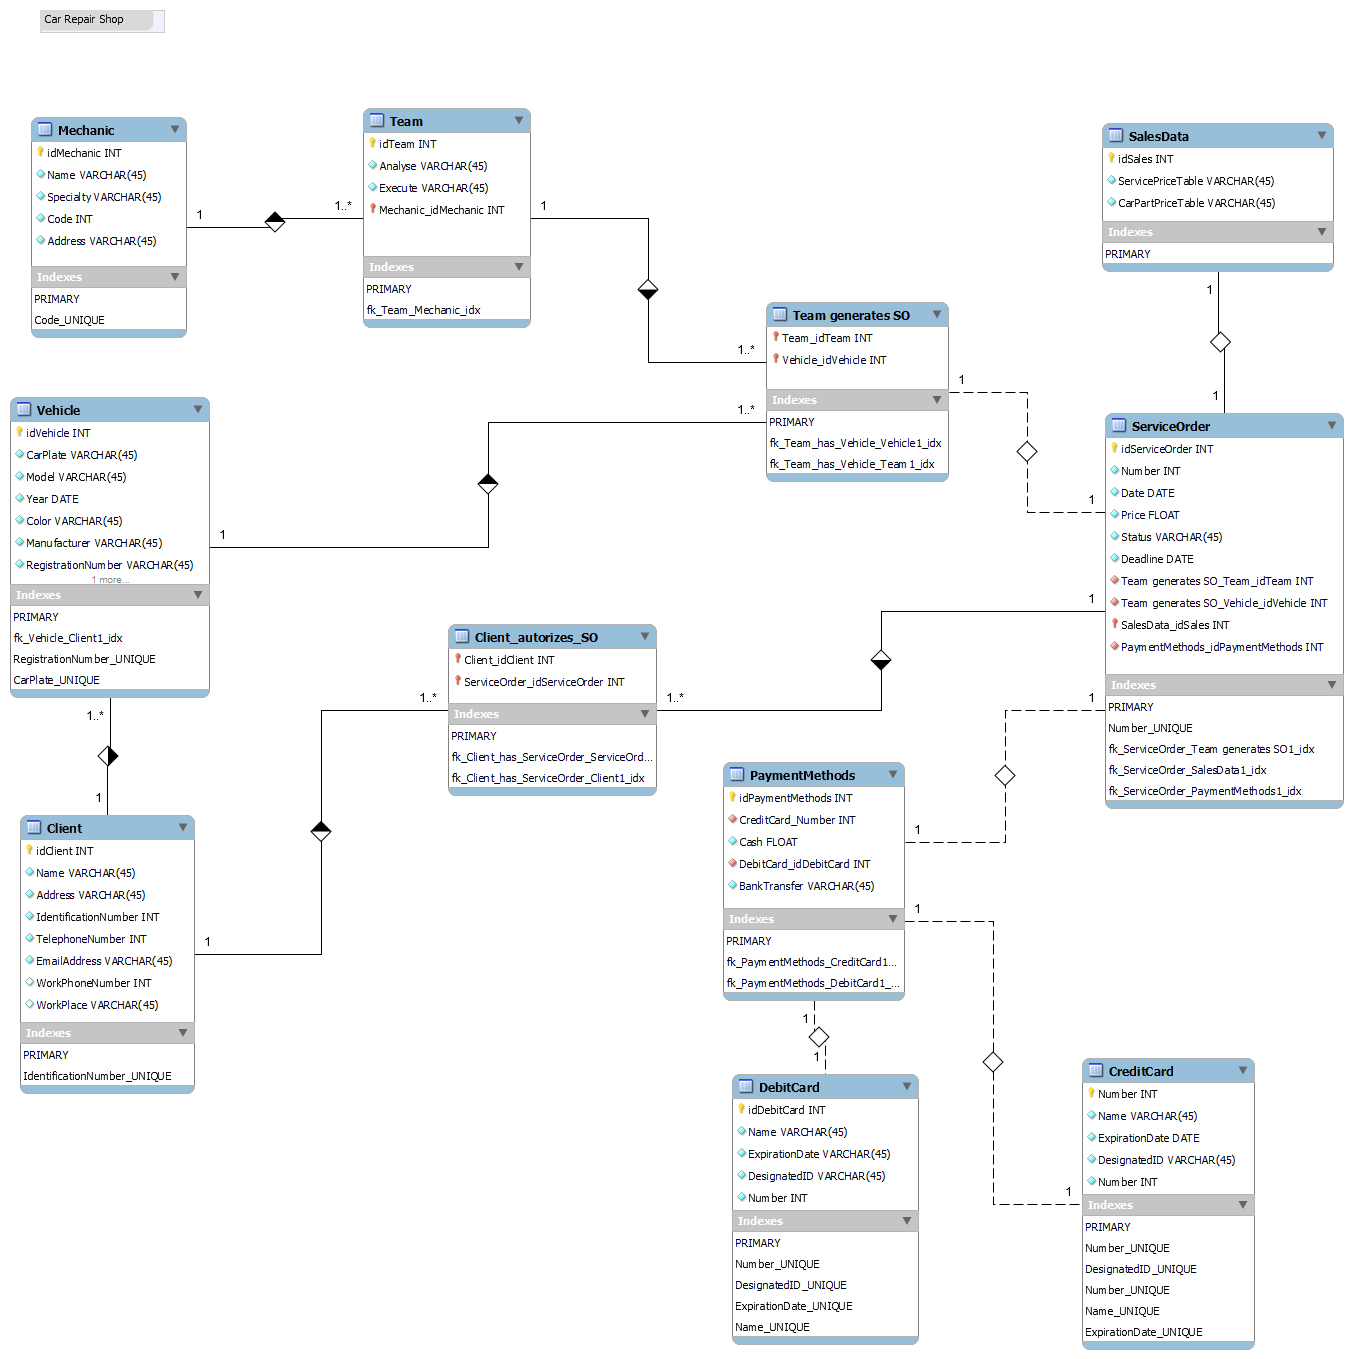 Car Repair Shop
Mechanic
idMechanic INT
Name VARCHAR(45)
Specialty VARCHAR(45)
Code INT
Address VARCHAR(45)
Indexes
PRIMARY
Code_UNIQUE
1
1..*
Team
idTeam INT
Analyse VARCHAR(45)
Execute VARCHAR(45)
Mechanic_idMechanic INT
Indexes
PRIMARY
fk_Team_Mechanic_idx
1
1..*
Team generates SO
Team_idTeam INT
Vehicle_idVehicle INT
Indexes
PRIMARY
fk_Team_has_Vehicle_Vehicle1_idx
fk_Team_has_Vehicle_Team1_idx
1..*
1
1
SalesData
idSales INT
ServicePriceTable VARCHAR(45)
CarPartPriceTable VARCHAR(45)
Indexes
PRIMARY
1
1
ServiceOrder
idServiceOrder INT
Number INT
Date DATE
Price FLOAT
Status VARCHAR(45)
Deadline DATE
Team generates SO_Team_idTeam INT
Team generates SO_Vehicle_idVehicle INT
SalesData_idSales INT
PaymentMethods_idPaymentMethods INT
Indexes
PRIMARY
Number_UNIQUE
fk_ServiceOrder_Team generates SO1_idx
fk_ServiceOrder_SalesData1_idx
fk_ServiceOrder_PaymentMethods1_idx
1
1
Vehicle
idVehicle INT
CarPlate VARCHAR(45)
Model VARCHAR(45)
Year DATE
Color VARCHAR(45)
Manufacturer VARCHAR(45)
RegistrationNumber VARCHAR(45)
1 more...
Indexes
PRIMARY
fk_Vehicle_Client1_idx
RegistrationNumber_UNIQUE
CarPlate_UNIQUE
1
1..*
1
Client_autorizes_SO
Client_idClient INT
ServiceOrder_idServiceOrder INT
Indexes
PRIMARY
fk_Client_has_ServiceOrder_ServiceOrd...
fk_Client_has_ServiceOrder_Client1_idx
1..*
1..*
Client
idClient INT
Name VARCHAR(45)
Address VARCHAR(45)
IdentificationNumber INT
TelephoneNumber INT
EmailAddress VARCHAR(45)
WorkPhoneNumber INT
WorkPlace VARCHAR(45)
Indexes
PRIMARY
IdentificationNumber_UNIQUE
1
PaymentMethods
idPaymentMethods INT
CreditCard_Number INT
Cash FLOAT
DebitCard_idDebitCard INT
BankTransfer VARCHAR(45)
Indexes
PRIMARY
fk_PaymentMethods_CreditCard1...
fk_PaymentMethods_DebitCard1_...
1
1
1
1
DebitCard
idDebitCard INT
Name VARCHAR(45)
ExpirationDate VARCHAR(45)
DesignatedID VARCHAR(45)
Number INT
Indexes
PRIMARY
Number_UNIQUE
DesignatedID_UNIQUE
ExpirationDate_UNIQUE
Name_UNIQUE
1
CreditCard
Number INT
Name VARCHAR(45)
ExpirationDate DATE
DesignatedID VARCHAR(45)
Number INT
Indexes
PRIMARY
Number_UNIQUE
DesignatedID_UNIQUE
Number_UNIQUE
Name_UNIQUE
ExpirationDate_UNIQUE